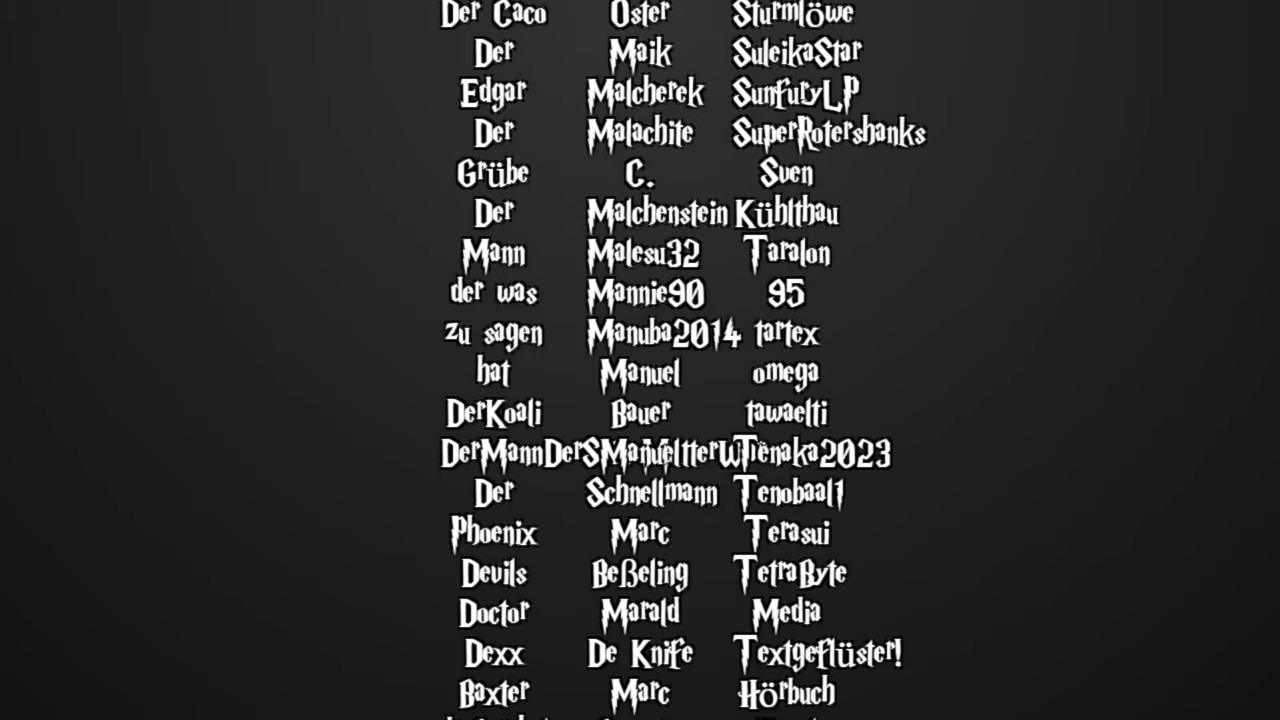 Der Caco
Der
Edgar
Der
Grübe
Der
Mann
der was
zu sagen
hat
DerKoali
Der
Phoenix
Devils
Doctor
Dexx
Baxter
Oster
Maik
Malcherek
Malachite
C.
Malchenstein
Malesu32
Mannie90
Manuba2014
Manuel
Bauer
Manuel
Schnellmann
Marc
Beßeling
Marald
De Knife
Marc
Sturmlöwe
SuleikaStar
SunfuryLP
SuperRotershanks
Sven
Kühlthau
Taralon
95
tartex
omega
tawaelti
Tenaka2023
Tenobaal1
Terasui
TetraByte
Media
Textgeflüster!
Hörbuch